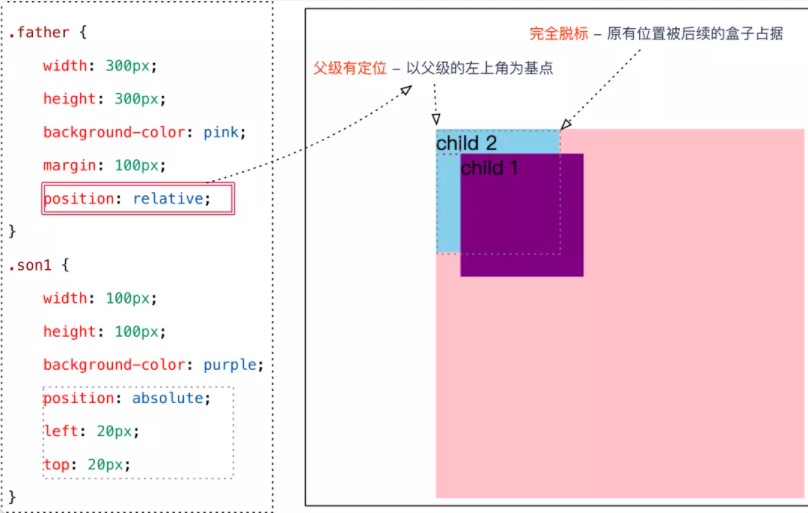 .father {
width: 300px;
height: 300px;
background-color: pink;
margin: 100px;
position: relative;
}
.son1 {
width: 100px;
height: 100px;
background-color: purple;
position: absolute;
left: 20px;
top: 20px;
}
完全脱标 – 原有位置被后续的盒子占据
父级有定位 – 以父级的左上角为基点
child 2
child 1